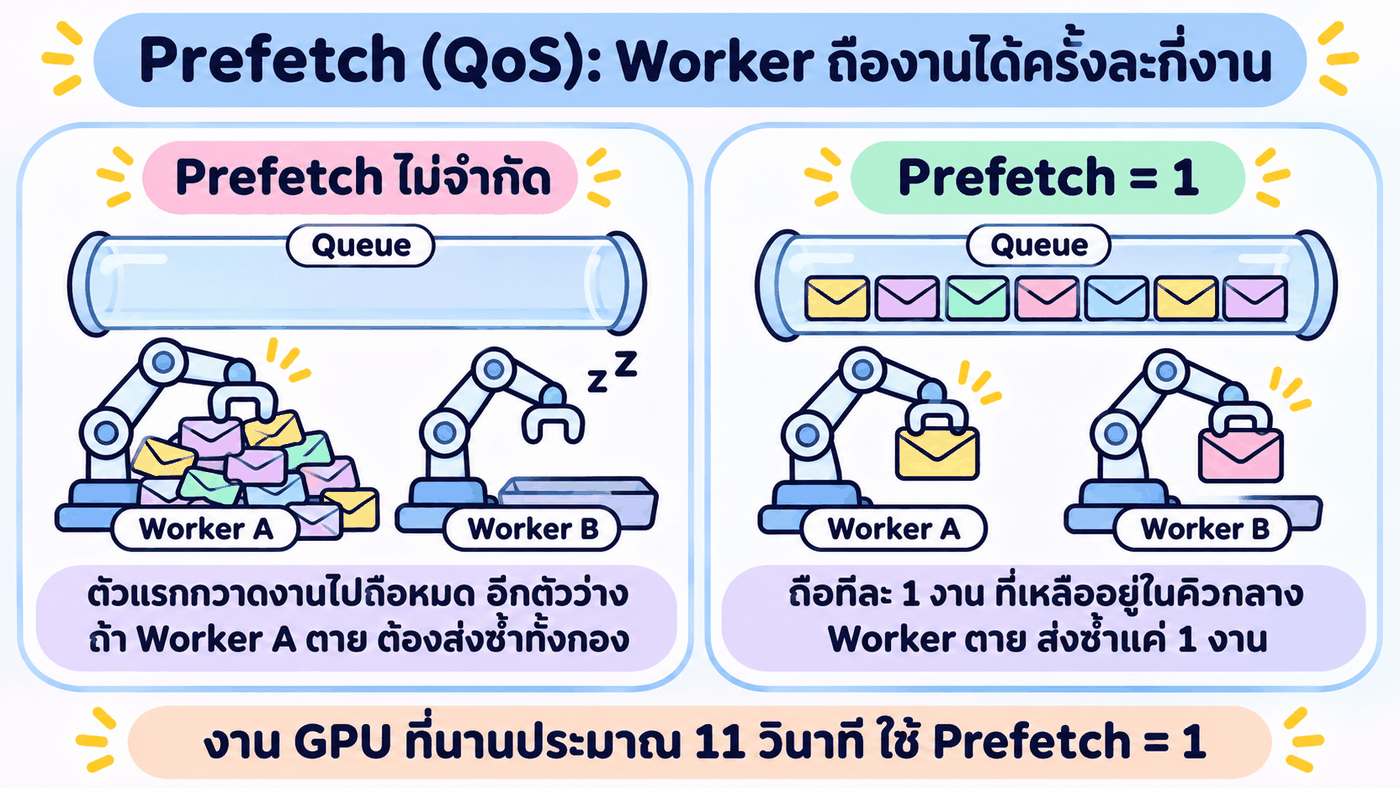 Prefetch (QoS): Worker ถืองานได้ครั้งละกี่งาน
Prefetch ไม่จำกัด
Queue
z z
Worker A
Worker B
ตัวแรกกวาดงานไปถือหมด อีกตัวว่าง
ถ้า Worker A ตาย ต้องส่งซ้ำทั้งกอง
Prefetch = 1
Queue
Worker A
Worker B
ถือทีละ 1 งาน ที่เหลืออยู่ในคิวกลาง
Worker ตาย ส่งซ้ำแค่ 1 งาน
งาน GPU ที่นานประมาณ 11 วินาที ใช้ Prefetch = 1